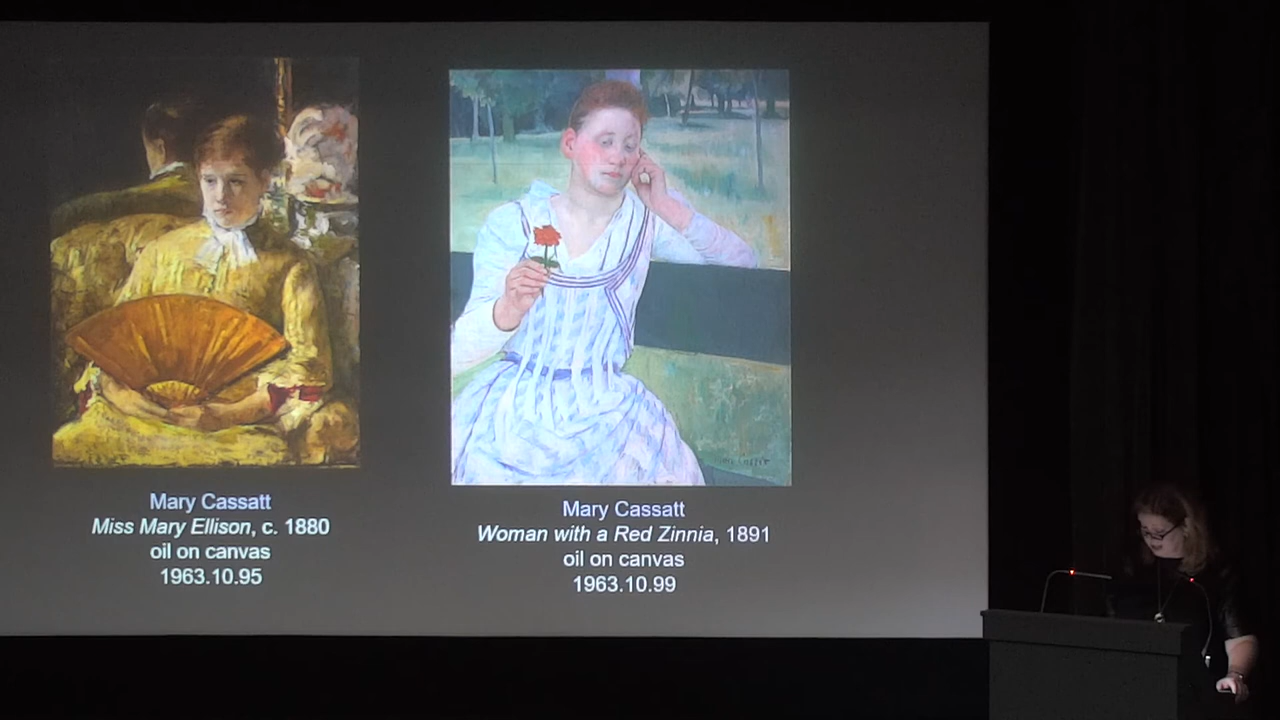 Mary Cassatt
Miss Mary Ellison, c. 1880
oil on canvas
1963.10.95
Mary Cassatt
Woman with a Red Zinnia, 1891
oil on canvas
1963.10.99